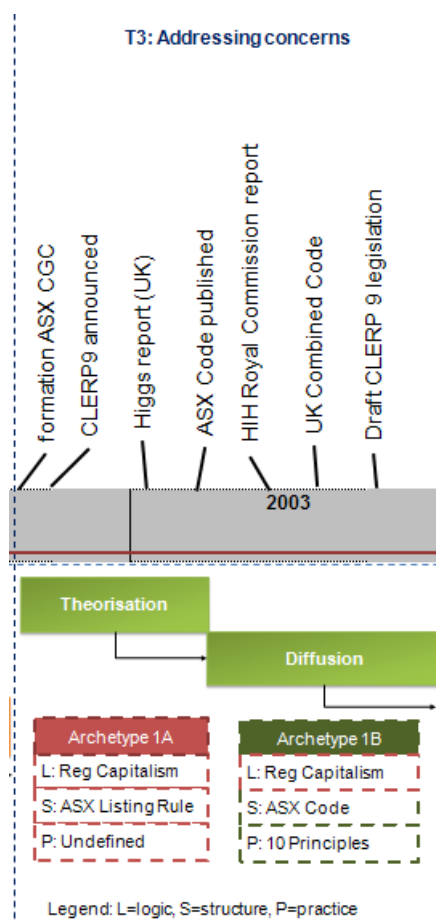 T3: Addressing concerns
formation ASX CGC
CLERP9 announced
Higgs report (UK)
ASX Code published
HIH Royal Commission report
UK Combined Code
Draft CLERP 9 legislation
2003
Theorisation
Diffusion
Archetype 1A
L: Reg Capitalism
S: ASX Listing Rule
P: Undefined
Archetype 1B
L: Reg Capitalism
S: ASX Code
P: 10 Principles
Legend: L=logic, S=structure, P=practice